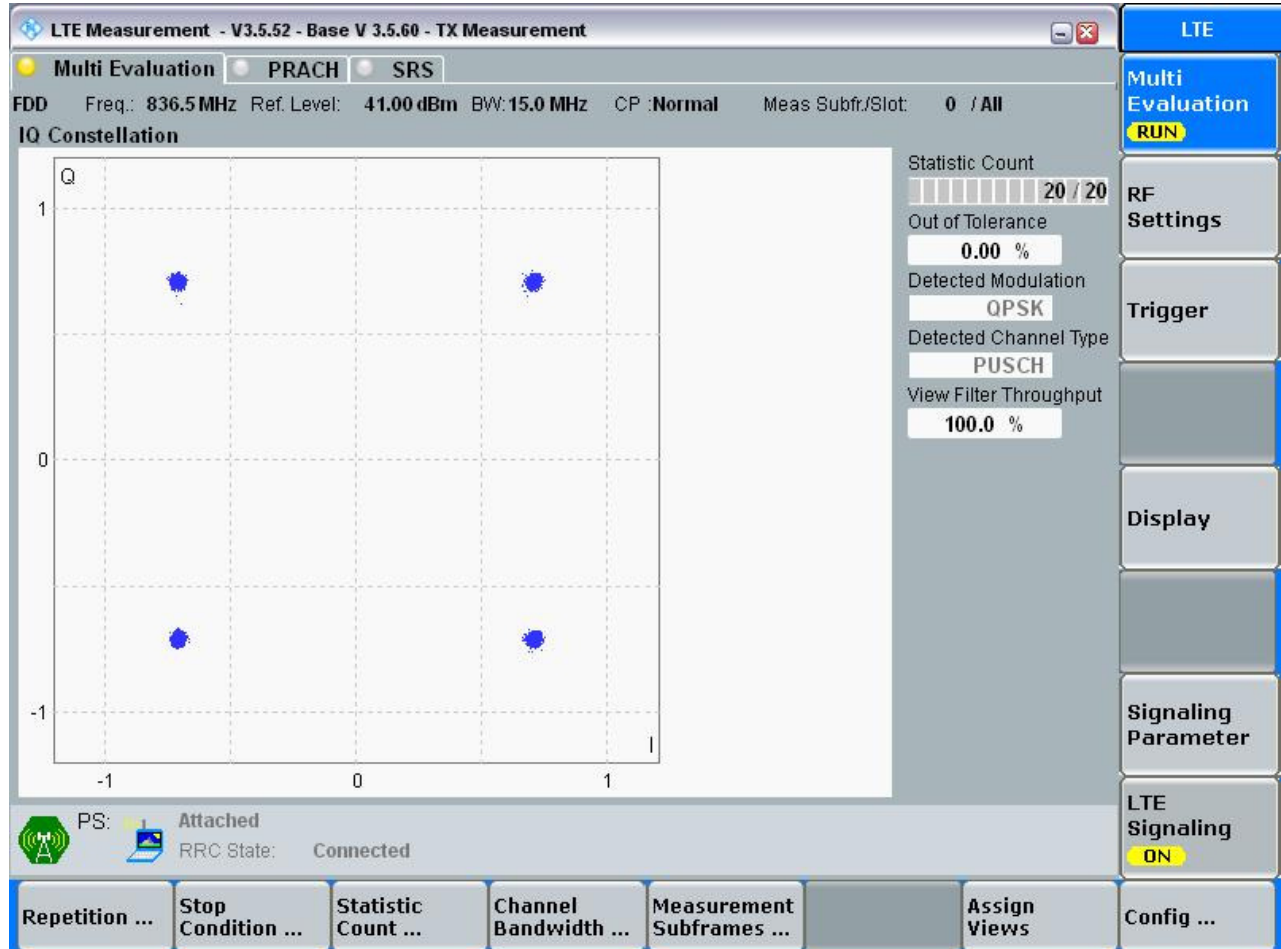 LTE Measurement - V3.5.52 - Base V 3.5.60 - TX Measurement
LTE
Multi Evaluation PRACH SRS
FDD Freq.: 836.5 MHz Ref. Level: 41.00 dBm BW: 15.0 MHz CP :Normal Meas Subfr./Slot: 0 / All
IQ Constellation
Q
1
0
-1
I
-1 0 1
Statistic Count
20 / 20
Out of Tolerance
0.00 %
Detected Modulation
QPSK
Detected Channel Type
PUSCH
View Filter Throughput
100.0 %
Multi
Evaluation
RUN
RF
Settings
Trigger
Display
Signaling
Parameter
LTE
Signaling
ON
PS: Attached
RRC State: Connected
Repetition ...
Stop
Condition ...
Statistic
Count ...
Channel
Bandwidth ...
Measurement
Subframes ...
Assign
Views
Config ...